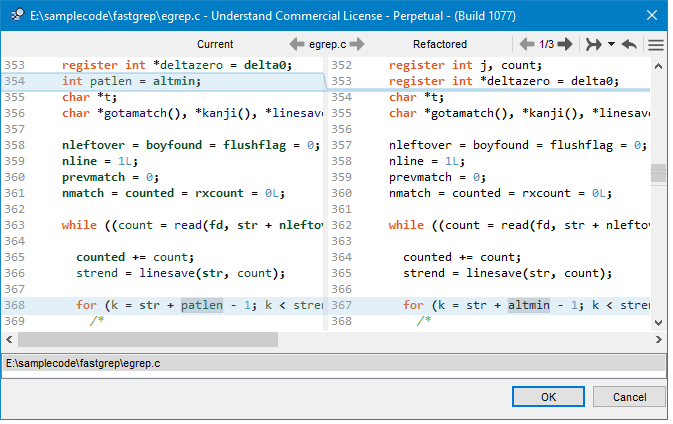 E:\samplecode\fastgrep\egrep.c - Understand Commercial License - Perpetual - (Build 1077)
Current egrep.c Refactored 1/3
353 register int *deltazero = delta0;
354 int patlen = altmin;
355 char *t;
356 char *gotamatch(), *kanji(), *linesave
357
358 nleftover = boyfound = flushflag = 0;
359 nline = 1L;
360 prevmatch = 0;
361 nmatch = counted = rxcount = 0L;
362
363 while ((count = read(fd, str + nleftov
364
365 counted += count;
366 strend = linesave(str, count);
367
368 for (k = str + patlen - 1; k < stren
369 /*
352 register int j, count;
353 register int *deltazero = delta0;
354 char *t;
355 char *gotamatch(), *kanji(), *linesav
356
357 nleftover = boyfound = flushflag = 0;
358 nline = 1L;
359 prevmatch = 0;
360 nmatch = counted = rxcount = 0L;
361
362 while ((count = read(fd, str + nlefto
363
364 counted += count;
365 strend = linesave(str, count);
366
367 for (k = str + altmin - 1; k < stren
368 /*
E:\samplecode\fastgrep\egrep.c
OK Cancel